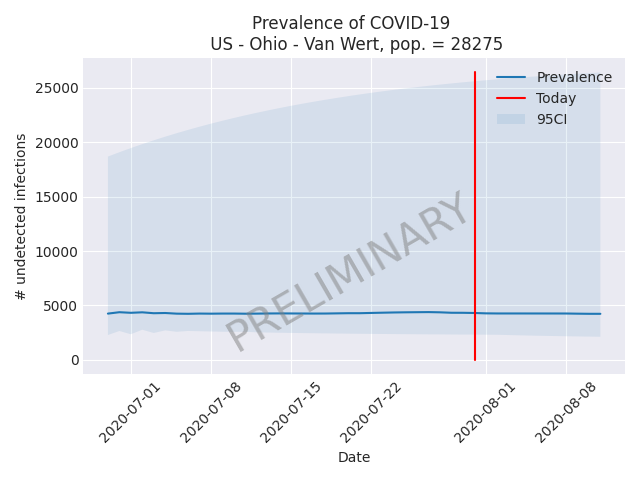 Prevalence of COVID-19
US - Ohio - Van Wert, pop. = 28275
25000
20000
15000
10000
5000
0
# undetected infections
Prevalence
Today
95CI
PRELIMINARY
2020-07-01
2020-07-08
2020-07-15
2020-07-22
2020-08-01
2020-08-08
Date